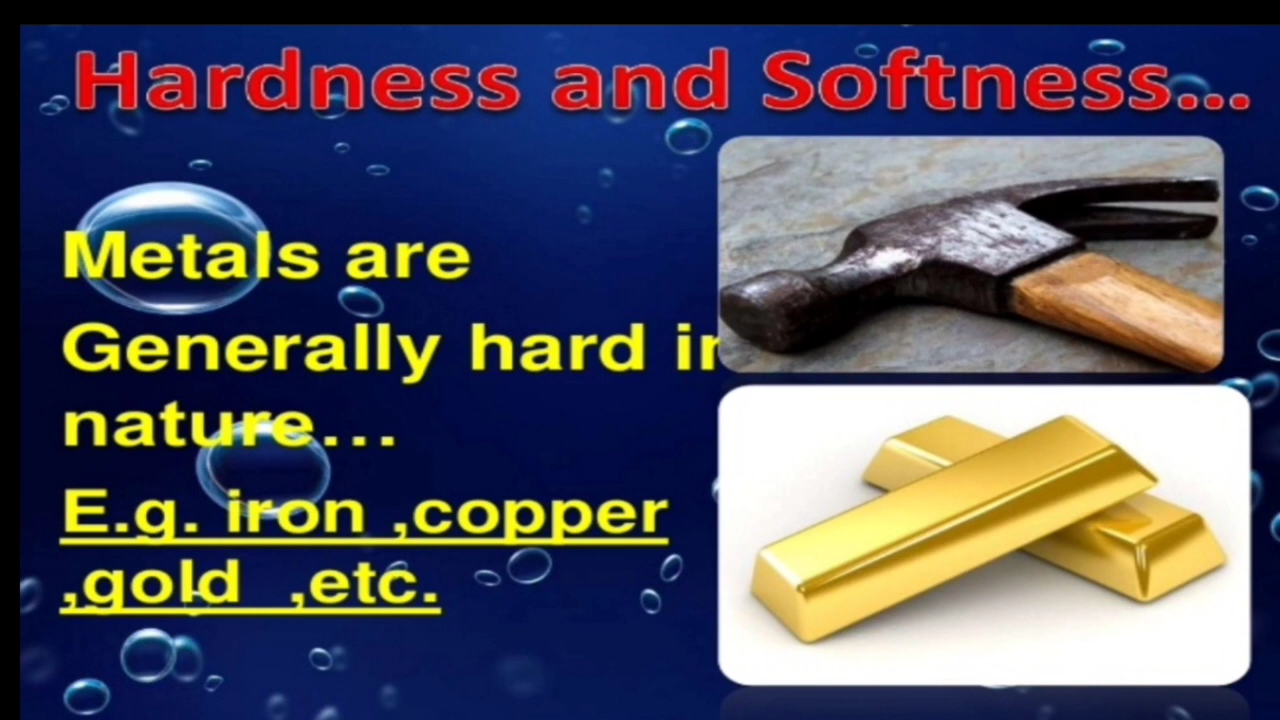 Hardness and Softness...
Metals are
Generally hard in
nature...
E.g. iron ,copper
,gold ,etc.